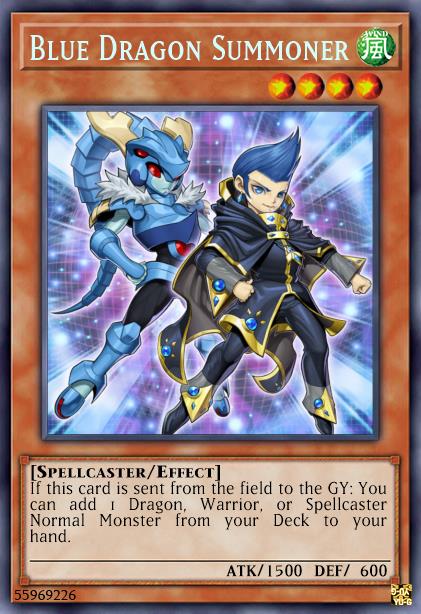 BLUE DRAGON SUMMONER
WIND
風
[SPELLCASTER/EFFECT]
If this card is sent from the field to the GY: You
can add 1 Dragon, Warrior, or Spellcaster
Normal Monster from your Deck to your
hand.
ATK/1500 DEF/ 600
55969226